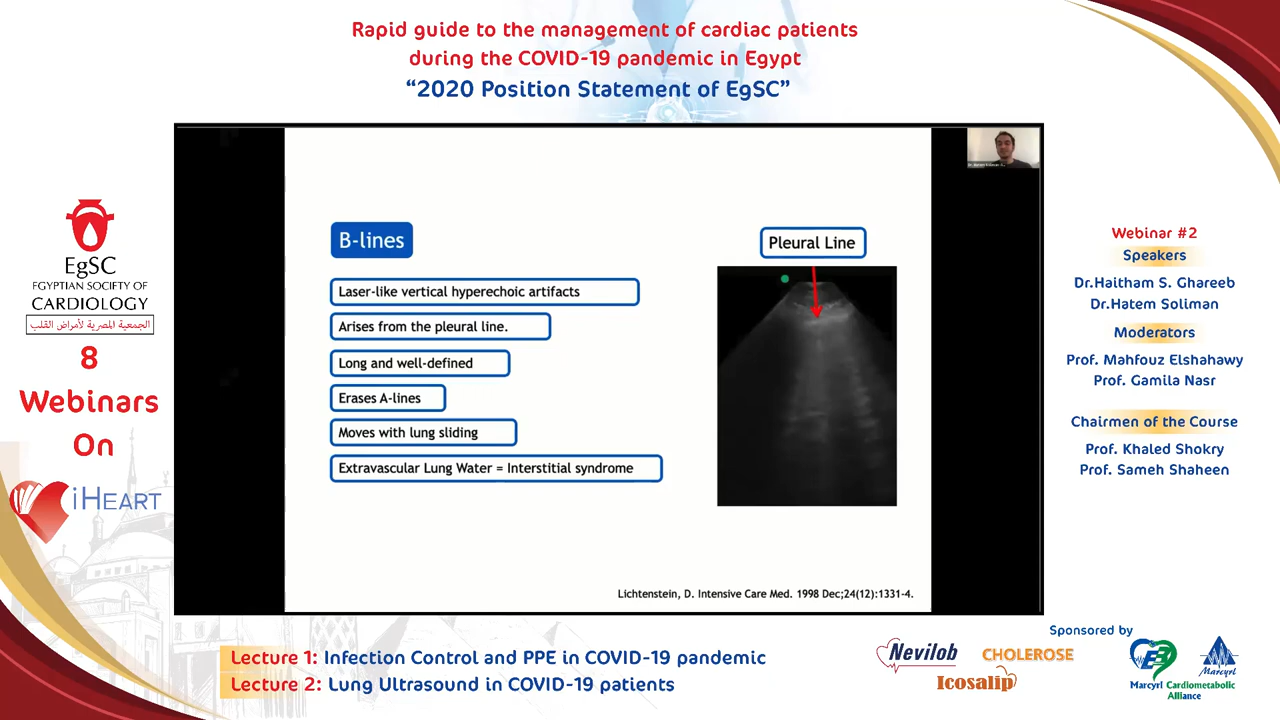 Rapid guide to the management of cardiac patients
during the COVID-19 pandemic in Egypt
“2020 Position Statement of EgSC”
EgSC
EGYPTIAN SOCIETY OF
CARDIOLOGY
الجمعية المصرية لأمراض القلب
8
Webinars
On
iHEART
B-lines
Laser-like vertical hyperechoic artifacts
Arises from the pleural line.
Long and well-defined
Erases A-lines
Moves with lung sliding
Extravascular Lung Water = Interstitial syndrome
Pleural Line
Lichtenstein, D. Intensive Care Med. 1998 Dec;24(12):1331-4.
Webinar #2
Speakers
Dr.Haitham S. Ghareeb
Dr.Hatem Soliman
Moderators
Prof. Mahfouz Elshahawy
Prof. Gamila Nasr
Chairmen of the Course
Prof. Khaled Shokry
Prof. Sameh Shaheen
Lecture 1: Infection Control and PPE in COVID-19 pandemic
Lecture 2: Lung Ultrasound in COVID-19 patients
Sponsored by
Nevilob
CHOLEROSE
Icosalip
Marcyrl Cardiometabolic
Alliance
Marcyrl